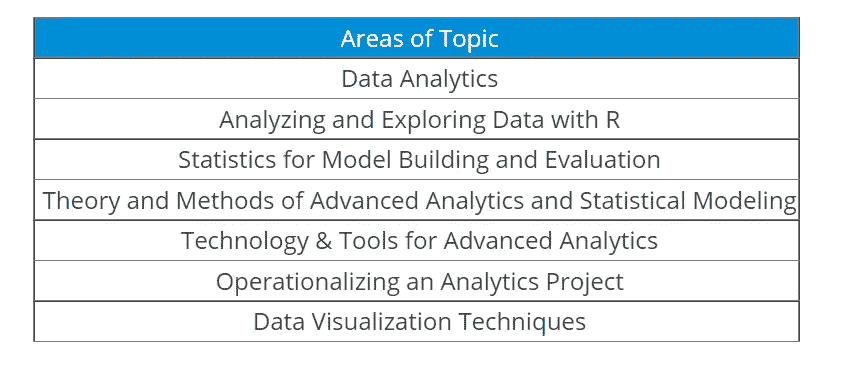 Areas of Topic
Data Analytics
Analyzing and Exploring Data with R
Statistics for Model Building and Evaluation
Theory and Methods of Advanced Analytics and Statistical Modeling
Technology & Tools for Advanced Analytics
Operationalizing an Analytics Project
Data Visualization Techniques